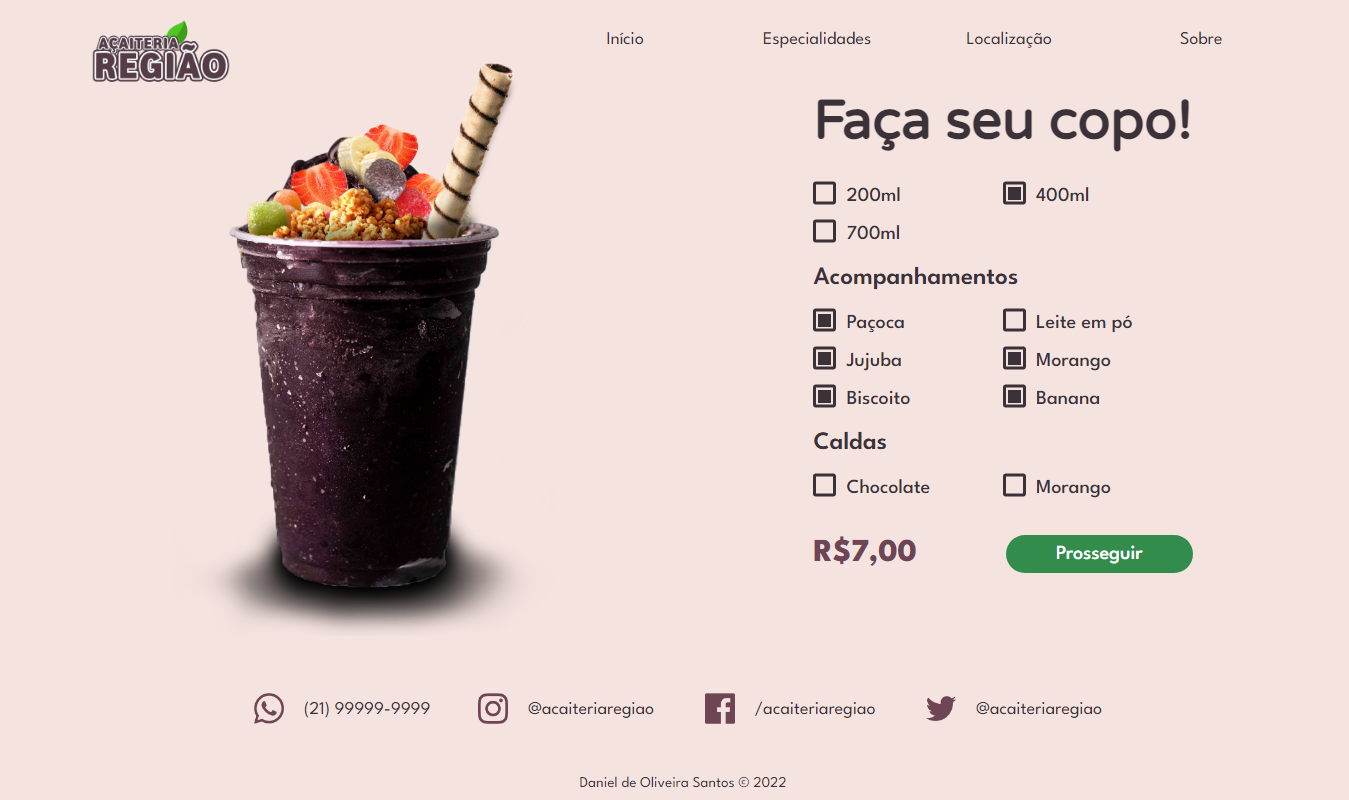 AÇAITERIA
REGIÃO
Início Especialidades Localização Sobre
Faça seu copo!
200ml 400ml
700ml
Acompanhamentos
Paçoca Leite em pó
Jujuba Morango
Biscoito Banana
Caldas
Chocolate Morango
R$7,00 Prosseguir
(21) 99999-9999 @acaiteriaregiao /acaiteriaregiao @acaiteriaregiao
Daniel de Oliveira Santos © 2022